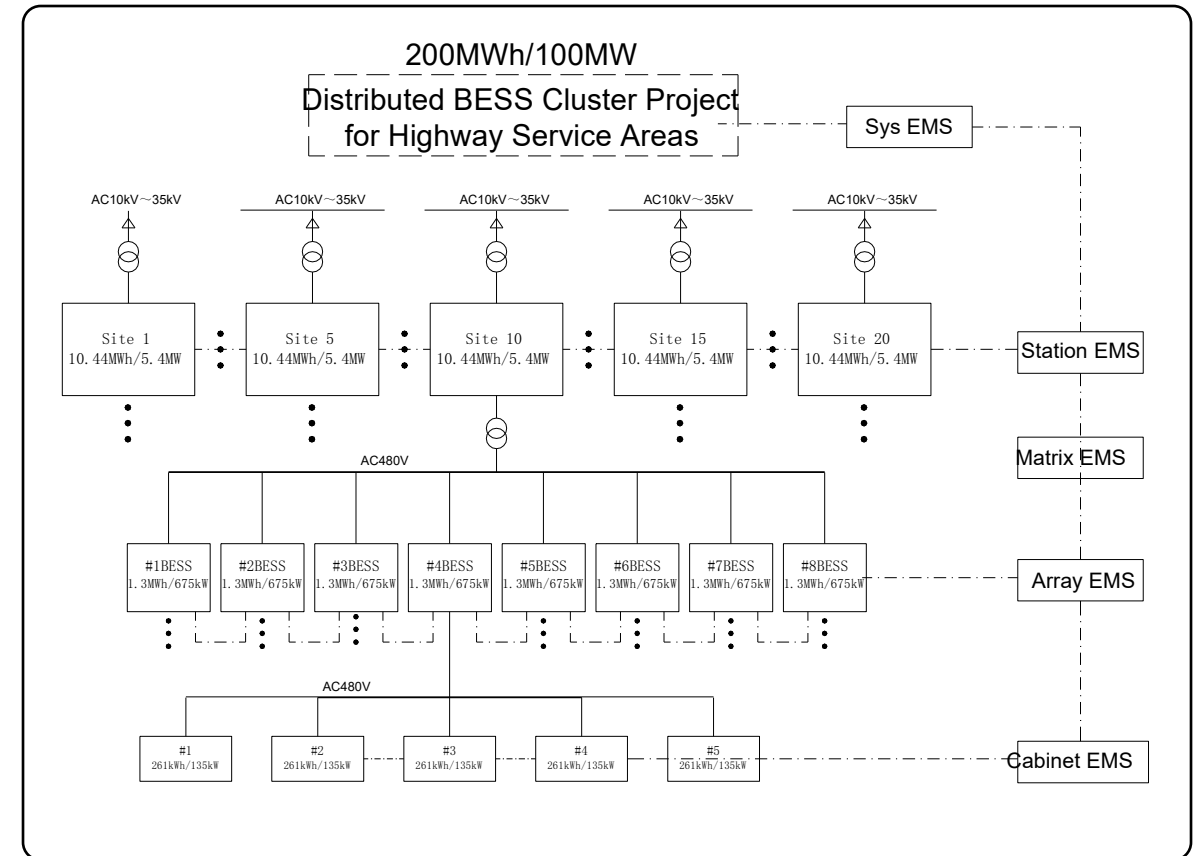 200MWh/100MW
Distributed BESS Cluster Project
for Highway Service Areas
Sys EMS
AC10kV～35kV
AC10kV～35kV
AC10kV～35kV
AC10kV～35kV
AC10kV～35kV
Site 1
10.44MWh/5.4MW
Site 5
10.44MWh/5.4MW
Site 10
10.44MWh/5.4MW
Site 15
10.44MWh/5.4MW
Site 20
10.44MWh/5.4MW
Station EMS
Matrix EMS
AC480V
#1BESS
1.3MWh/675kW
#2BESS
1.3MWh/675kW
#3BESS
1.3MWh/675kW
#4BESS
1.3MWh/675kW
#5BESS
1.3MWh/675kW
#6BESS
1.3MWh/675kW
#7BESS
1.3MWh/675kW
#8BESS
1.3MWh/675kW
Array EMS
AC480V
#1
261kWh/135kW
#2
261kWh/135kW
#3
261kWh/135kW
#4
261kWh/135kW
#5
261kWh/135kW
Cabinet EMS